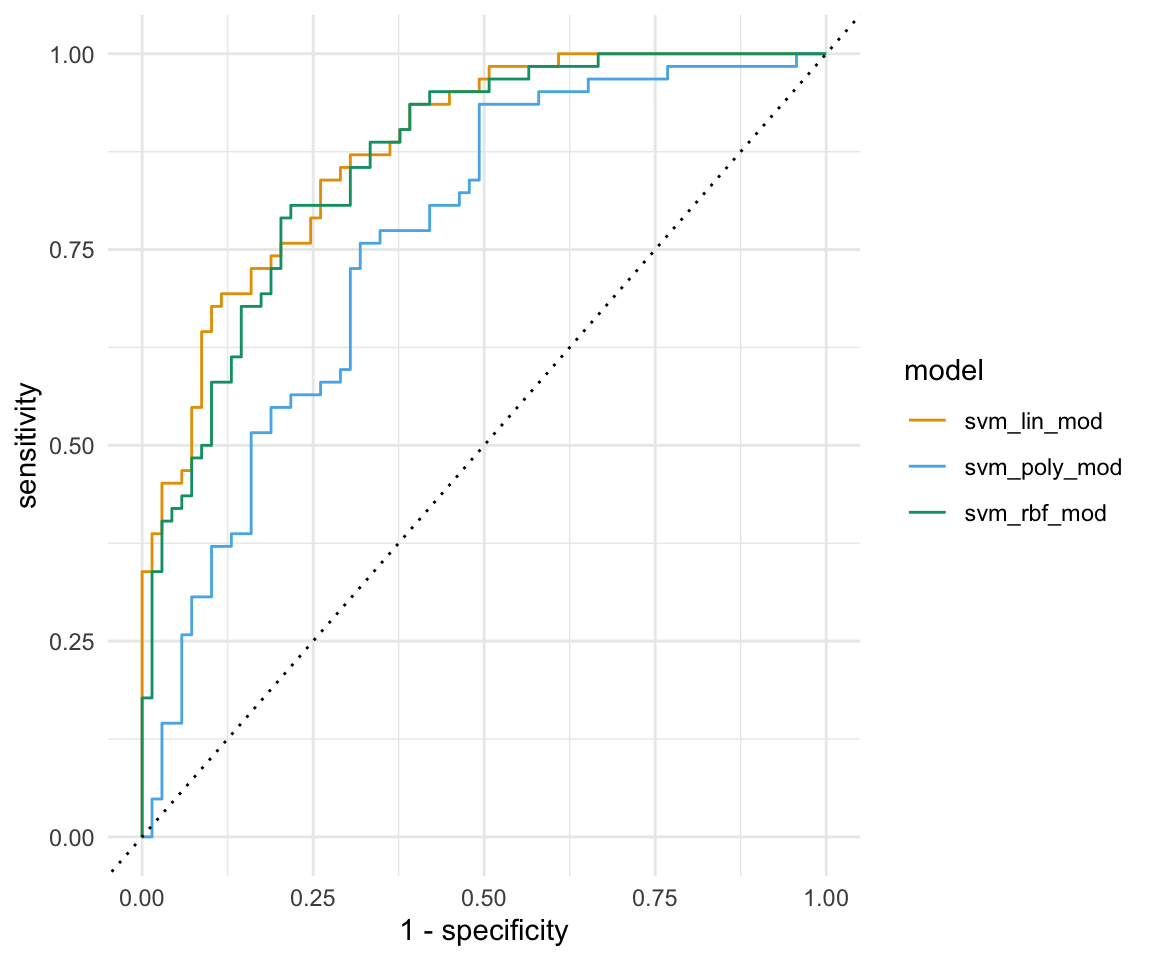 1.00
0.75
0.50
0.25
0.00
sensitivity
0.00 0.25 0.50 0.75 1.00
1 - specificity
model
svm_lin_mod
svm_poly_mod
svm_rbf_mod